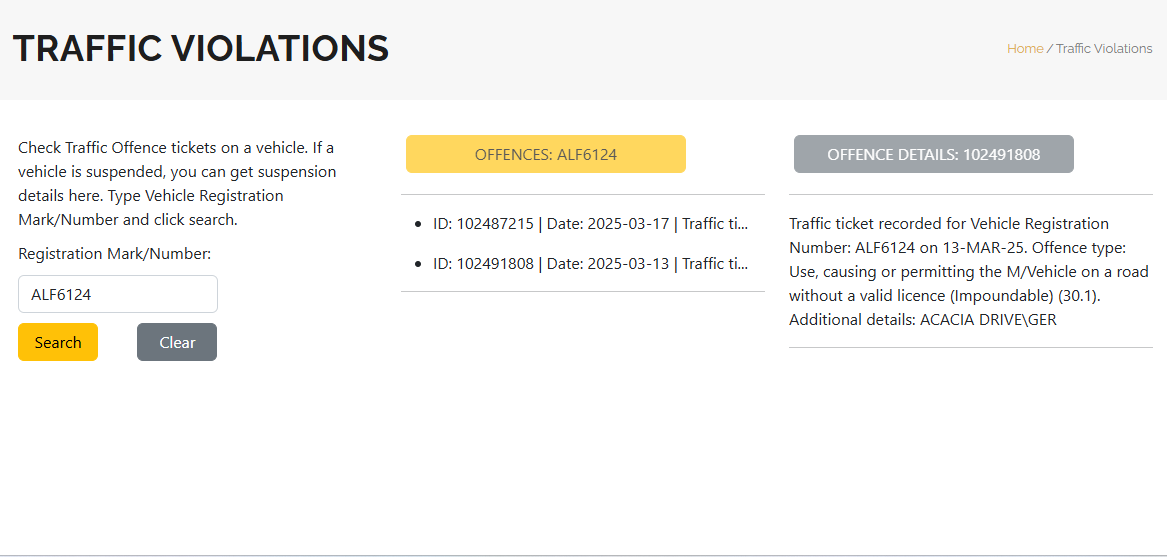 TRAFFIC VIOLATIONS
Home / Traffic Violations
Check Traffic Offence tickets on a vehicle. If a
vehicle is suspended, you can get suspension
details here. Type Vehicle Registration
Mark/Number and click search.
Registration Mark/Number:
ALF6124
Search
Clear
OFFENCES: ALF6124
ID: 102487215 | Date: 2025-03-17 | Traffic ti...
ID: 102491808 | Date: 2025-03-13 | Traffic ti...
OFFENCE DETAILS: 102491808
Traffic ticket recorded for Vehicle Registration
Number: ALF6124 on 13-MAR-25. Offence type:
Use, causing or permitting the M/Vehicle on a road
without a valid licence (Impoundable) (30.1).
Additional details: ACACIA DRIVE\GER